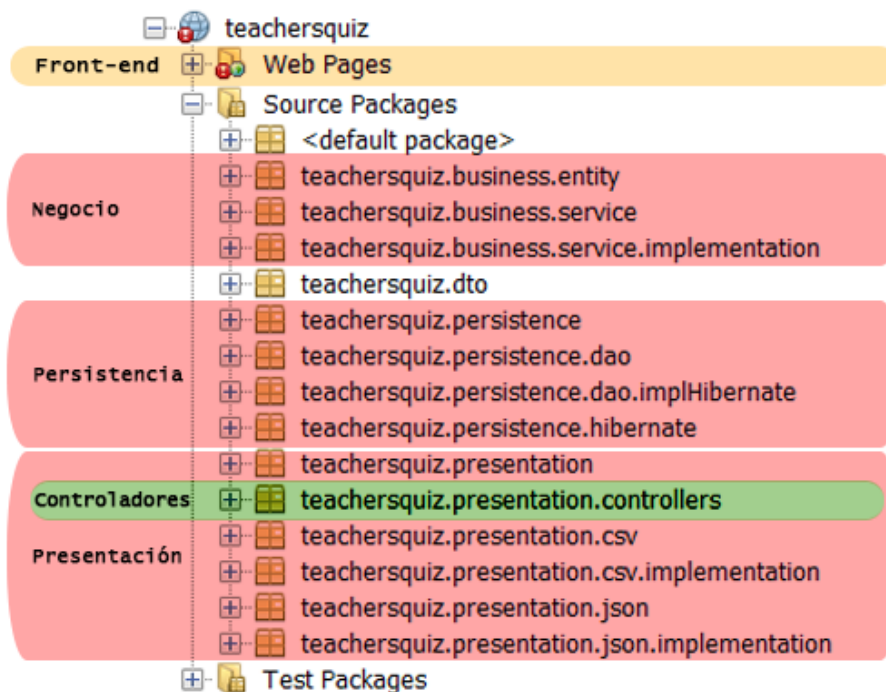 teachersquiz
Front-end Web Pages
Source Packages
<default package>
teachersquiz.business.entity
Negocio teachersquiz.business.service
teachersquiz.business.service.implementation
teachersquiz.dto
teachersquiz.persistence
teachersquiz.persistence.dao
Persistencia teachersquiz.persistence.dao.implHibernate
teachersquiz.persistence.hibernate
teachersquiz.presentation
Controladores teachersquiz.presentation.controllers
teachersquiz.presentation.csv
Presentación teachersquiz.presentation.csv.implementation
teachersquiz.presentation.json
teachersquiz.presentation.json.implementation
Test Packages